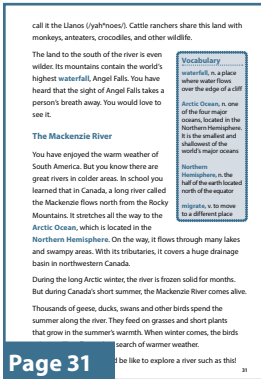 call it the Llanos (/yah*noes/). Cattle ranchers share this land with
monkeys, anteaters, crocodiles, and other wildlife.
The land to the south of the river is even
wilder. Its mountains contain the world's
highest waterfall, Angel Falls. You have
heard that the sight of Angel Falls takes a
person's breath away. You would love to
see it.
Vocabulary
waterfall, n. a place
where water flows
over the edge of a cliff
Arctic Ocean, n. one
of the four major
oceans, located in the
Northern Hemisphere.
It is the smallest and
shallowest of the
world's major oceans
Northern
Hemisphere, n. the
half of the earth located
north of the equator
migrate, v. to move
to a different place
The Mackenzie River
You have enjoyed the warm weather of
South America. But you know there are
great rivers in colder areas. In school you
learned that in Canada, a long river called
the Mackenzie flows north from the Rocky
Mountains. It stretches all the way to the
Arctic Ocean, which is located in the
Northern Hemisphere. On the way, it flows through many lakes
and swampy areas. With its tributaries, it covers a huge drainage
basin in northwestern Canada.
During the long Arctic winter, the river is frozen solid for months.
But during Canada's short summer, the Mackenzie River comes alive.
Thousands of geese, ducks, swans and other birds spend the
summer along the river. They feed on grasses and short plants
that grow in the summer's warmth. When winter comes, the birds
search of warmer weather.
be like to explore a river such as this!
31
Page 31